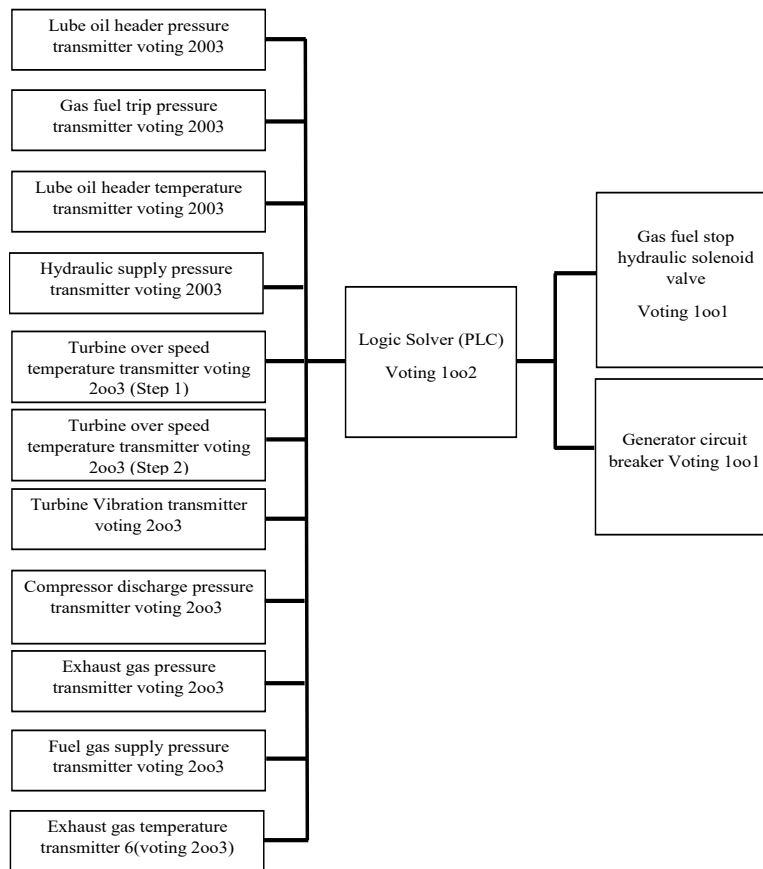 Lube oil header pressure
transmitter voting 2003
Gas fuel trip pressure
transmitter voting 2003
Lube oil header temperature
transmitter voting 2003
Hydraulic supply pressure
transmitter voting 2003
Turbine over speed
temperature transmitter voting
2oo3 (Step 1)
Turbine over speed
temperature transmitter voting
2oo3 (Step 2)
Turbine Vibration transmitter
voting 2oo3
Compressor discharge pressure
transmitter voting 2oo3
Exhaust gas pressure
transmitter voting 2oo3
Fuel gas supply pressure
transmitter voting 2oo3
Exhaust gas temperature
transmitter 6(voting 2oo3)
Logic Solver (PLC)
Voting 1oo2
Gas fuel stop
hydraulic solenoid
valve
Voting 1oo1
Generator circuit
breaker Voting 1oo1